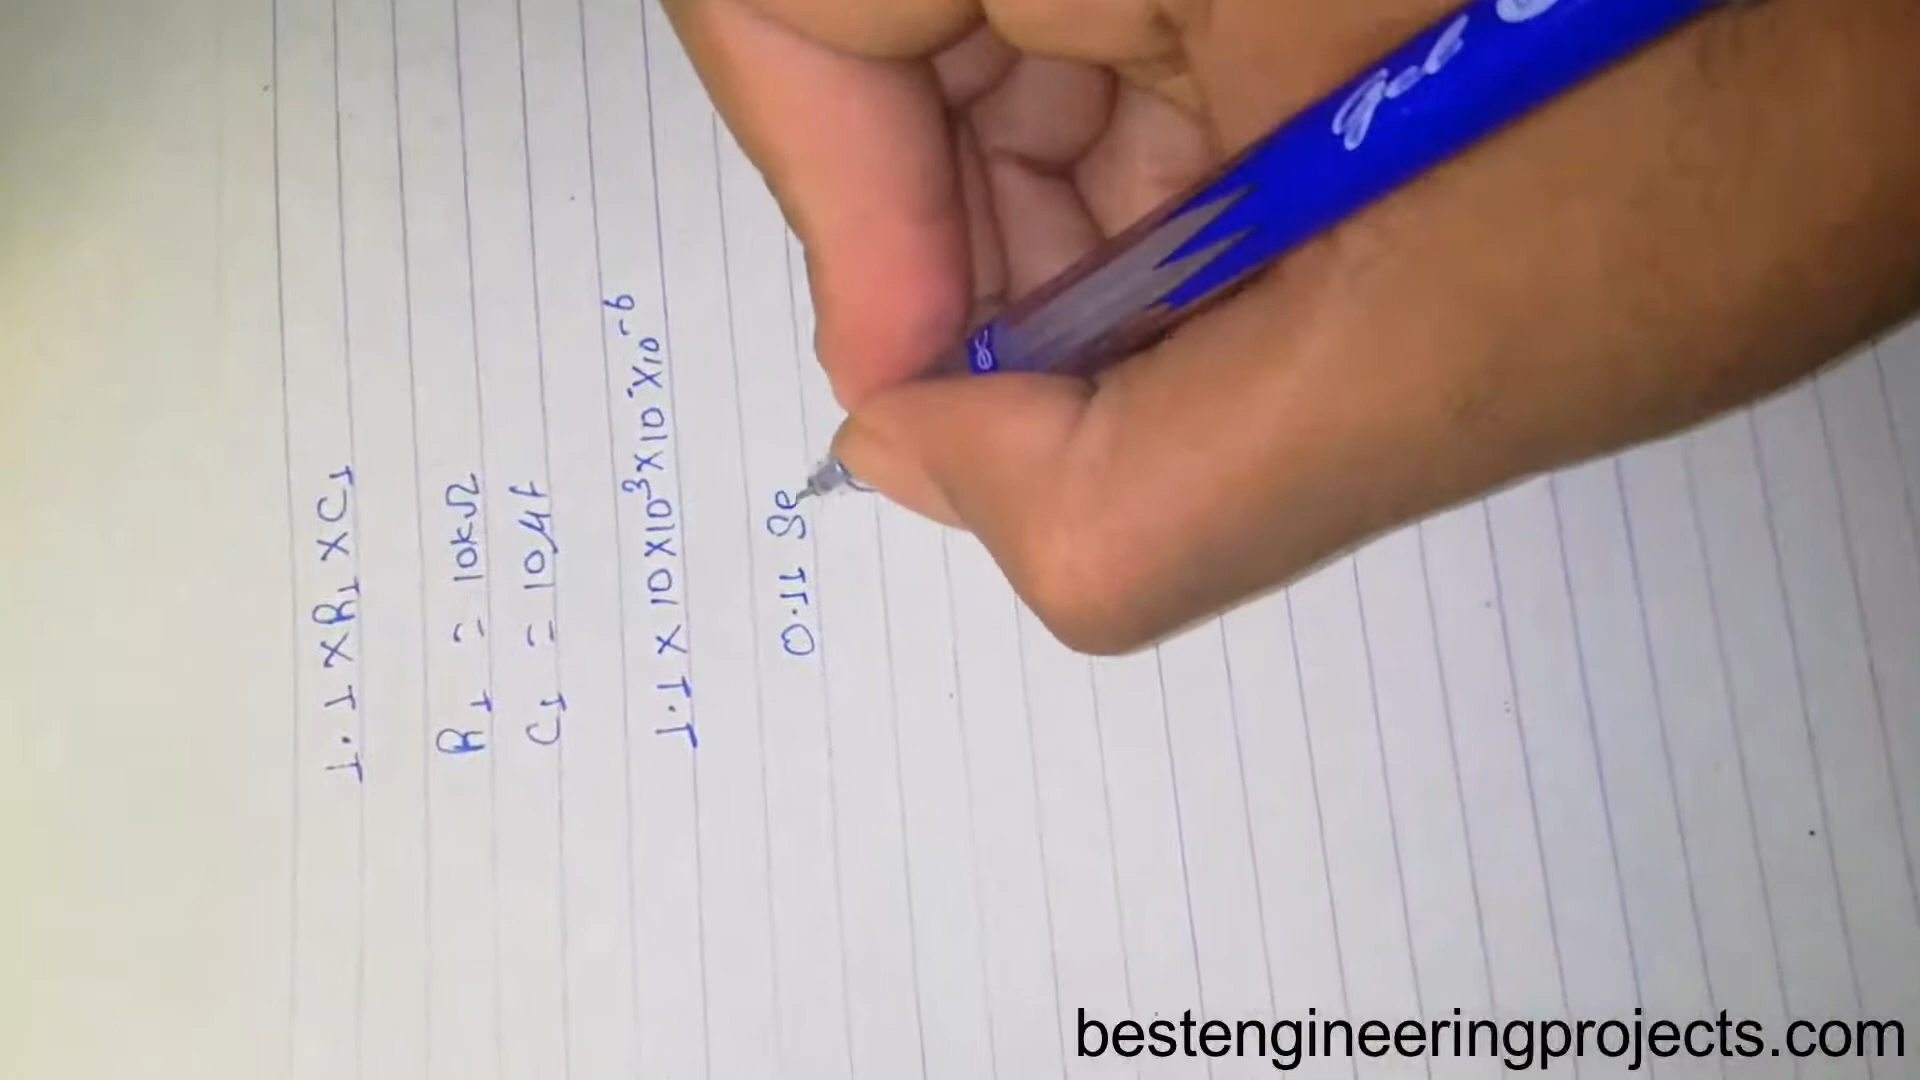 1.1 × R1 × C1
R1 = 10kΩ
C1 = 10µf
1.1 × 10 × 10³ × 10 × 10⁻⁶
0.11 Se
gel
bestengineeringprojects.com